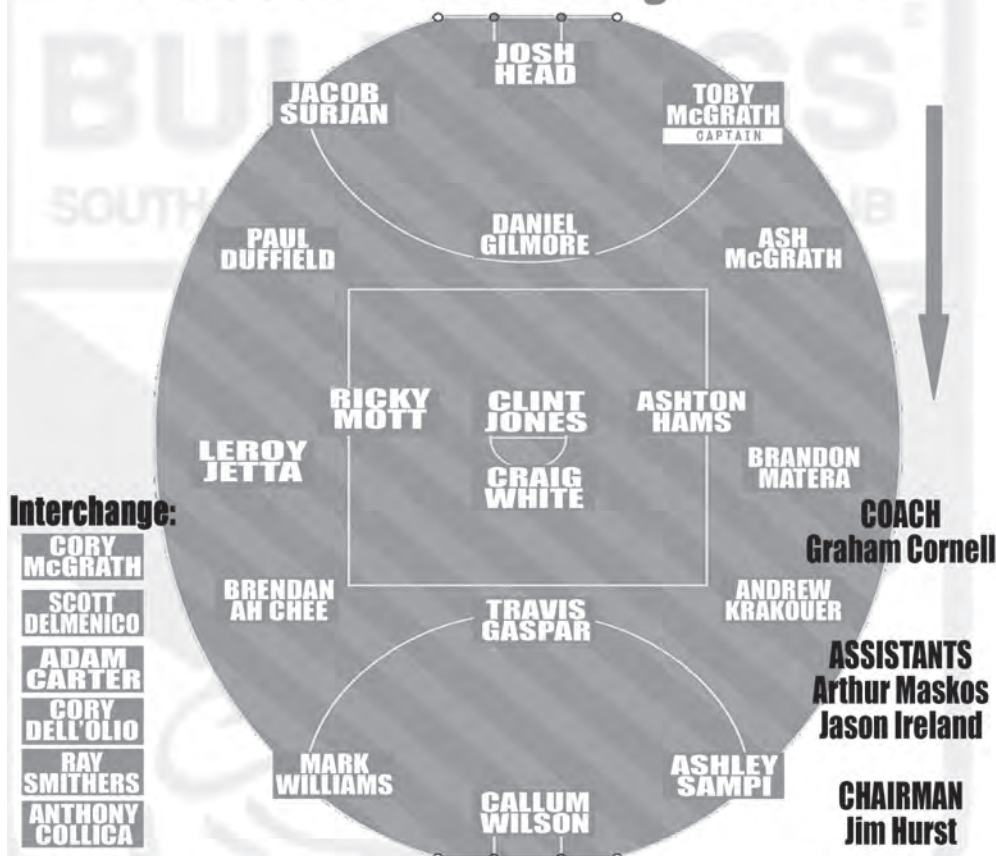 JOSH
HEAD
JACOB
SURJAN
TOBY
McGRATH
CAPTAIN
DANIEL
GILMORE
PAUL
DUFFIELD
ASH
McGRATH
RICKY
MOTT
CLINT
JONES
ASHTON
HAMS
LEROY
JETTA
CRAIG
WHITE
BRANDON
MATERA
Interchange:
CORY
McGRATH
SCOTT
DELMENICO
ADAM
CARTER
CORY
DELL'OLIO
RAY
SMITHERS
ANTHONY
COLLICA
BRENDAN
AH CHEE
TRAVIS
GASPAR
ANDREW
KRAKOUER
MARK
WILLIAMS
ASHLEY
SAMPI
CALLUM
WILSON
COACH
Graham Cornell
ASSISTANTS
Arthur Maskos
Jason Ireland
CHAIRMAN
Jim Hurst
SOUTH